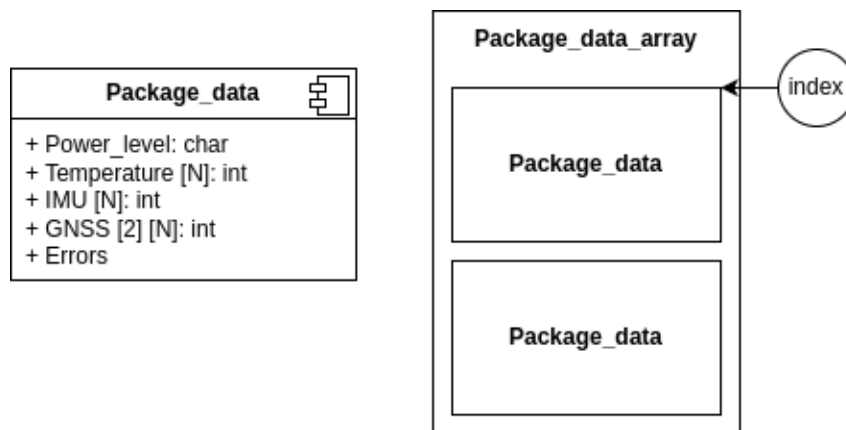 Package_data
+ Power_level: char
+ Temperature [N]: int
+ IMU [N]: int
+ GNSS [2] [N]: int
+ Errors
Package_data_array
index
Package_data
Package_data